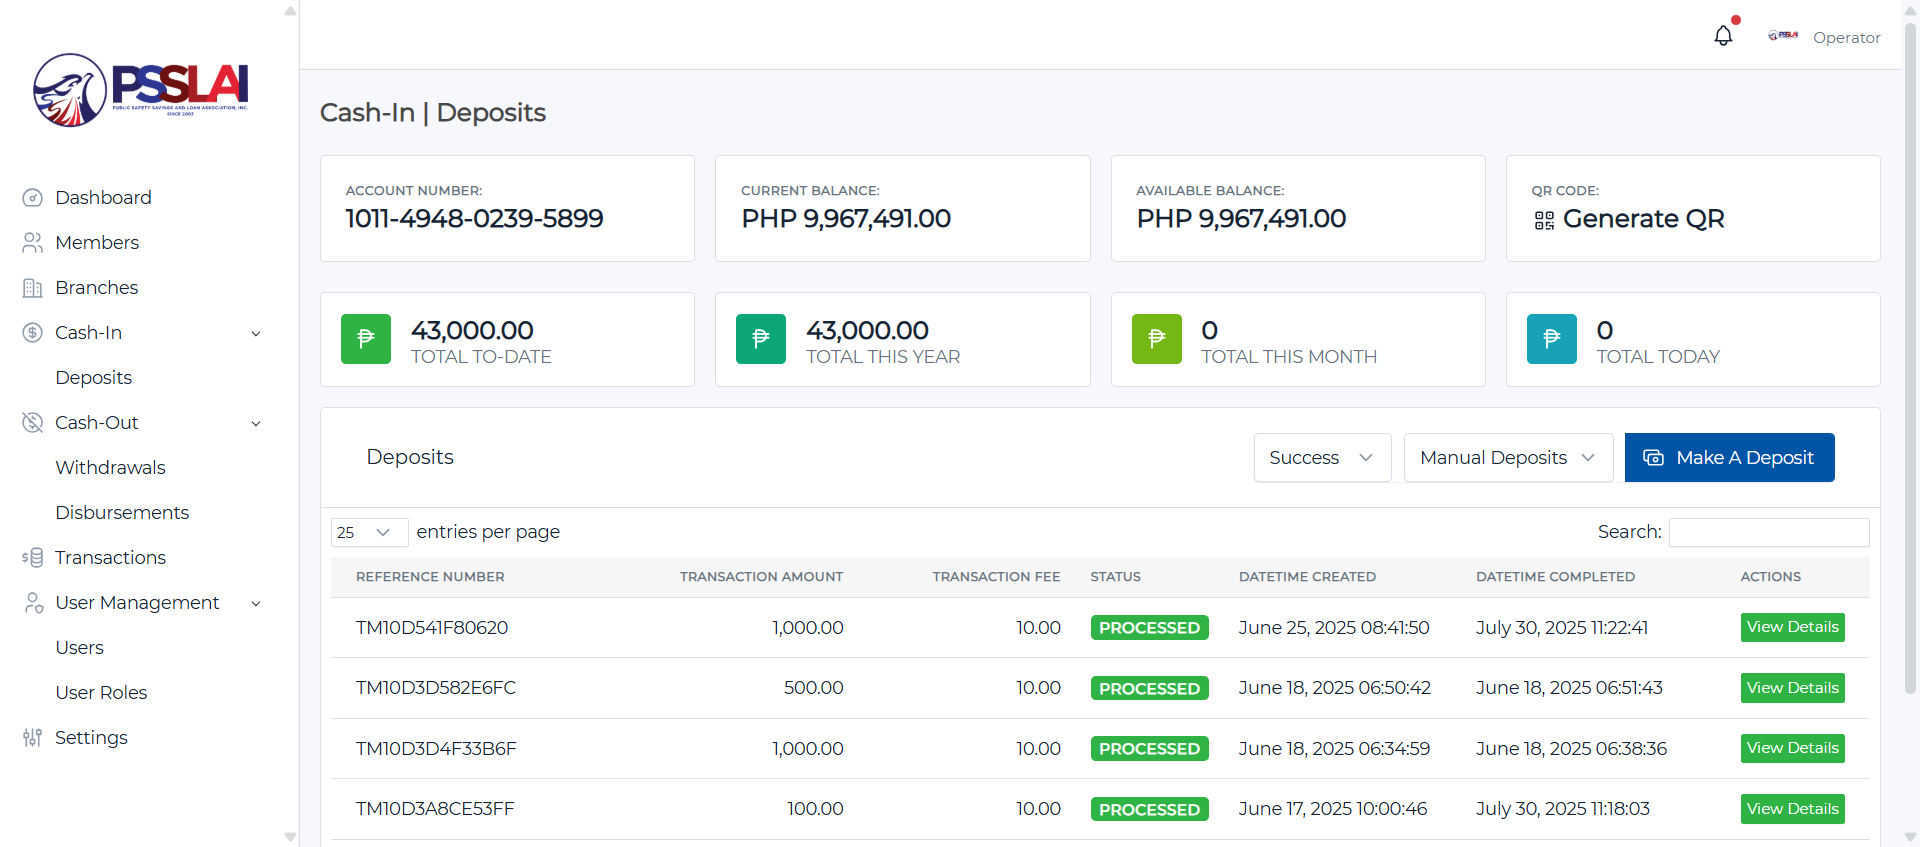 PSSLAI
PUBLIC SAFETY SAVINGS AND LOAN ASSOCIATION, INC.
SINCE 2003
Dashboard
Members
Branches
Cash-In
Deposits
Cash-Out
Withdrawals
Disbursements
Transactions
User Management
Users
User Roles
Settings
PSSLAI Operator
Cash-In | Deposits
ACCOUNT NUMBER:
1011-4948-0239-5899
CURRENT BALANCE:
PHP 9,967,491.00
AVAILABLE BALANCE:
PHP 9,967,491.00
QR CODE:
Generate QR
₱ 43,000.00
TOTAL TO-DATE
₱ 43,000.00
TOTAL THIS YEAR
₱ 0
TOTAL THIS MONTH
₱ 0
TOTAL TODAY
Deposits Success Manual Deposits Make A Deposit
25 entries per page Search:
REFERENCE NUMBER TRANSACTION AMOUNT TRANSACTION FEE STATUS DATETIME CREATED DATETIME COMPLETED ACTIONS
TM10D541F80620 1,000.00 10.00 PROCESSED June 25, 2025 08:41:50 July 30, 2025 11:22:41 View Details
TM10D3D582E6FC 500.00 10.00 PROCESSED June 18, 2025 06:50:42 June 18, 2025 06:51:43 View Details
TM10D3D4F33B6F 1,000.00 10.00 PROCESSED June 18, 2025 06:34:59 June 18, 2025 06:38:36 View Details
TM10D3A8CE53FF 100.00 10.00 PROCESSED June 17, 2025 10:00:46 July 30, 2025 11:18:03 View Details